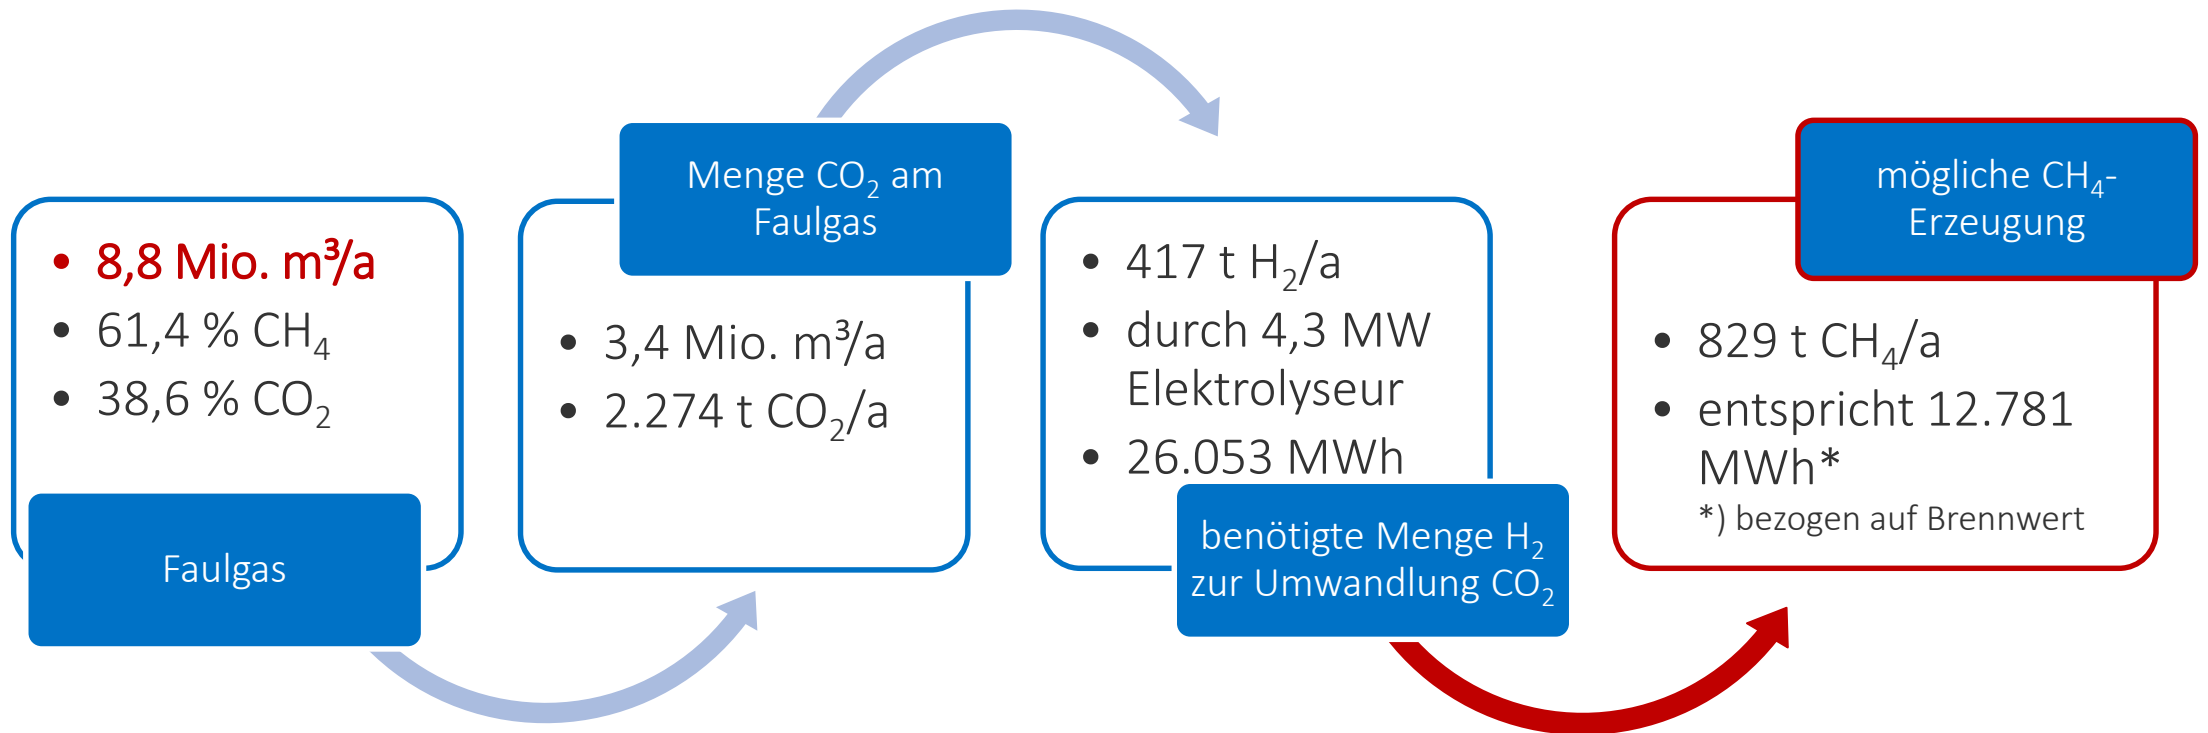 • 8,8 Mio. m³/a
• 61,4 % CH₄
• 38,6 % CO₂
Faulgas
Menge CO₂ am
Faulgas
• 3,4 Mio. m³/a
• 2.274 t CO₂/a
• 417 t H₂/a
• durch 4,3 MW
Elektrolyseur
• 26.053 MWh
benötigte Menge H₂
zur Umwandlung CO₂
mögliche CH₄-
Erzeugung
• 829 t CH₄/a
• entspricht 12.781
MWh*
*) bezogen auf Brennwert